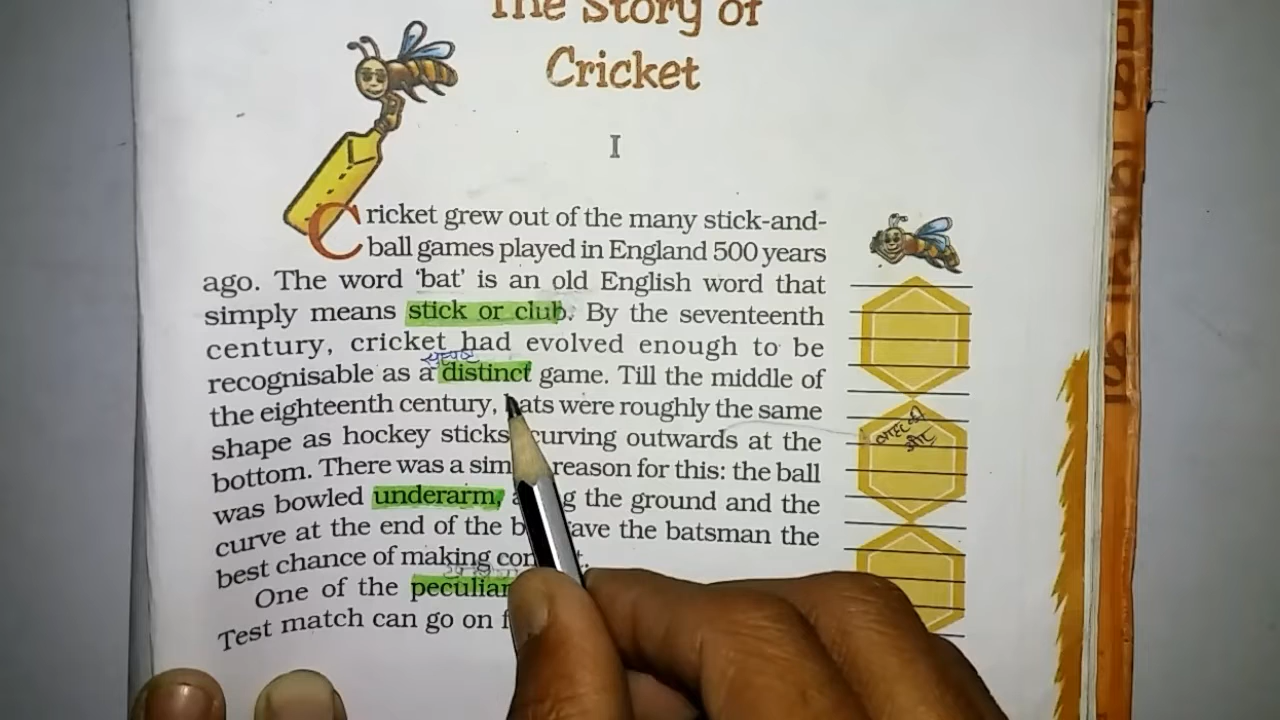 The Story of
Cricket
I
Cricket grew out of the many stick-and-
ball games played in England 500 years
ago. The word ‘bat’ is an old English word that
simply means stick or club. By the seventeenth
century, cricket had evolved enough to be
recognisable as a distinct game. Till the middle of
the eighteenth century, bats were roughly the same
shape as hockey sticks curving outwards at the
bottom. There was a reason for this: the ball
was bowled underarm, the ground and the
curve at the end of the the batsman the
best chance of making
One of the peculiar
Test match can go on
बाहर की
ओर